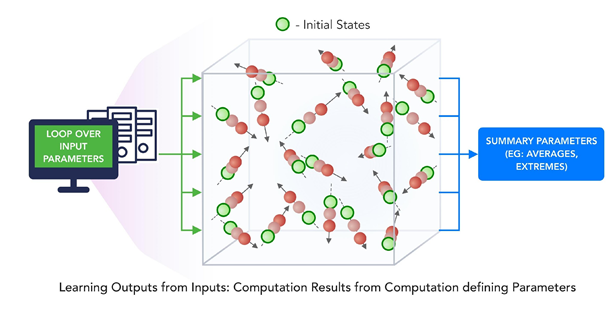 - Initial States
LOOP OVER
INPUT
PARAMETERS
SUMMARY PARAMETERS
(EG: AVERAGES,
EXTREMES)
Learning Outputs from Inputs: Computation Results from Computation defining Parameters